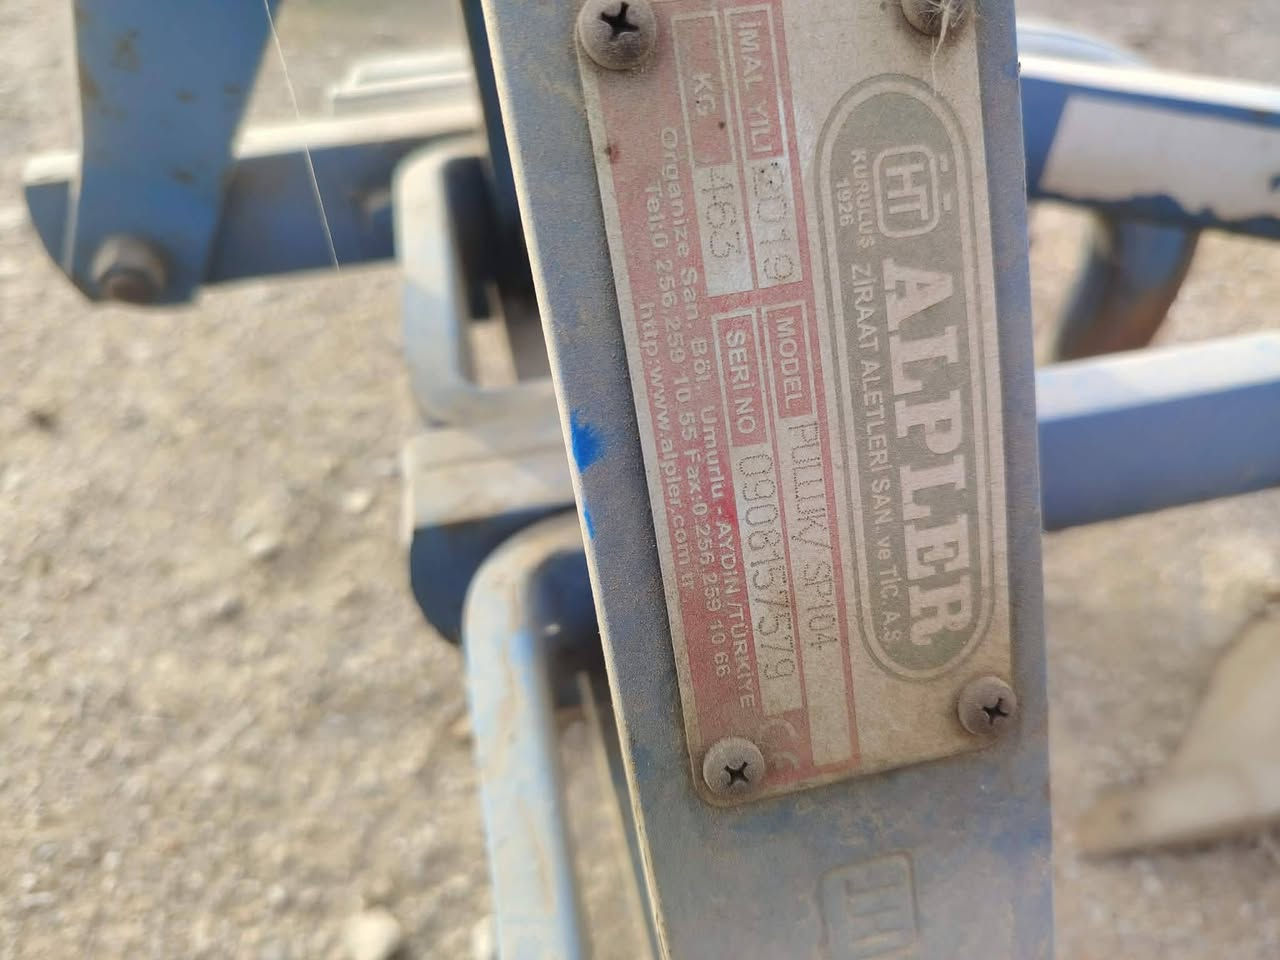 HT
KURULUŞ
1926
ALPLER
ZİRAAT ALETLERİ SAN. ve TİC. A.Ş.
İMAL YILI 2019 MODEL PULLUK/SP104
KG 463 SERİ NO 0908157579
Organize San. Böl. Umurlu - AYDIN /TÜRKİYE
Tel:0 256 259 10 55 Fax:0 256 259 10 66
http:www.alpler.com.tr
CE